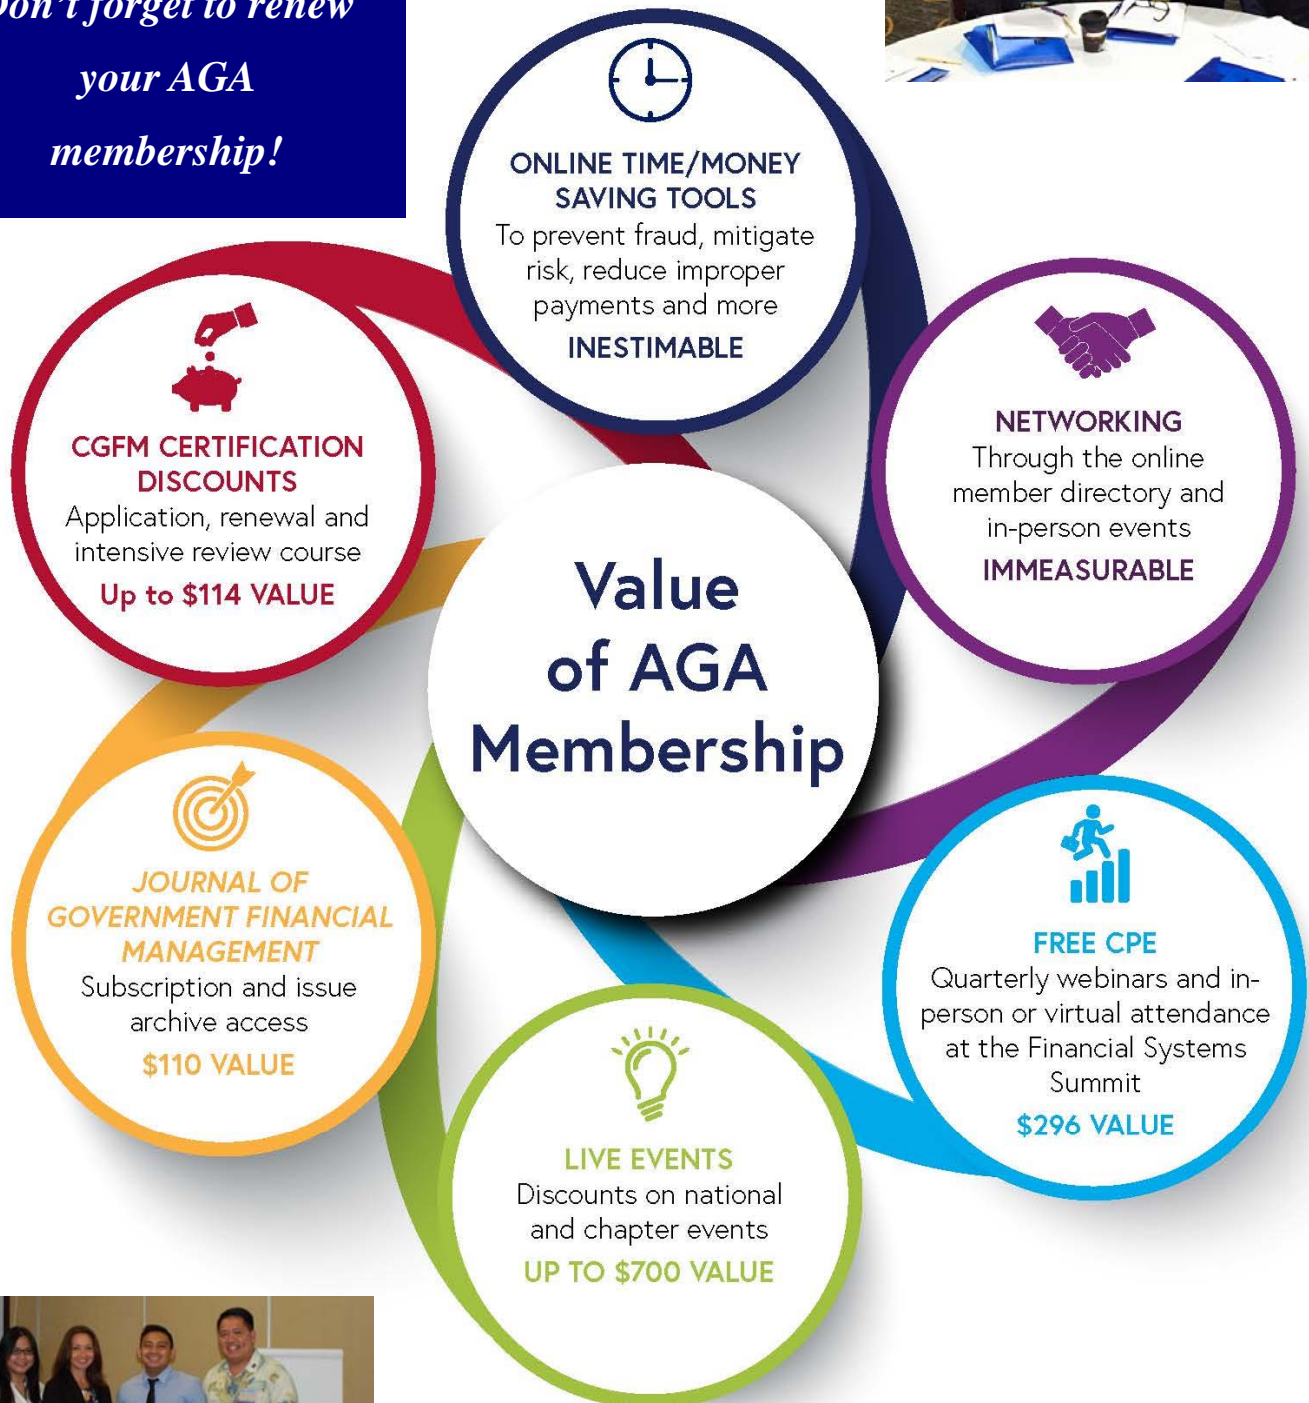 Don't forget to renew
your AGA
membership!
ONLINE TIME/MONEY
SAVING TOOLS
To prevent fraud, mitigate
risk, reduce improper
payments and more
INESTIMABLE
CGFM CERTIFICATION
DISCOUNTS
Application, renewal and
intensive review course
Up to $114 VALUE
NETWORKING
Through the online
member directory and
in-person events
IMMEASURABLE
Value
of AGA
Membership
JOURNAL OF
GOVERNMENT FINANCIAL
MANAGEMENT
Subscription and issue
archive access
$110 VALUE
FREE CPE
Quarterly webinars and in-
person or virtual attendance
at the Financial Systems
Summit
$296 VALUE
LIVE EVENTS
Discounts on national
and chapter events
UP TO $700 VALUE